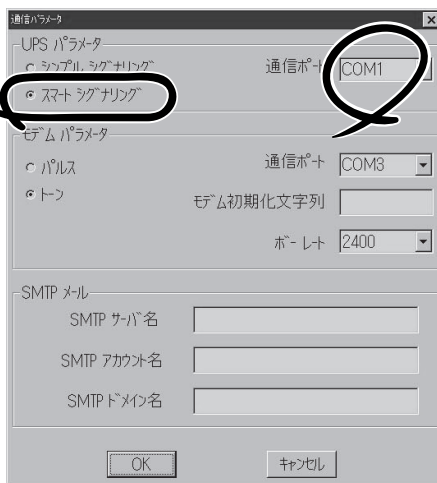 通信ﾊﾟﾗﾒｰﾀ
UPS ﾊﾟﾗﾒｰﾀ
ｼﾝﾌﾟﾙ ｼｸﾞﾅﾘﾝｸﾞ
通信ﾎﾟｰﾄ COM1
ｽﾏｰﾄ ｼｸﾞﾅﾘﾝｸﾞ
ﾓﾃﾞﾑ ﾊﾟﾗﾒｰﾀ
ﾊﾟﾙｽ
通信ﾎﾟｰﾄ COM3
ﾄｰﾝ
ﾓﾃﾞﾑ初期化文字列
ﾎﾞｰﾚｰﾄ 2400
SMTP ﾒｰﾙ
SMTP ｻｰﾊﾞ名
SMTP ｱｶｳﾝﾄ名
SMTP ﾄﾞﾒｲﾝ名
OK ｷｬﾝｾﾙ